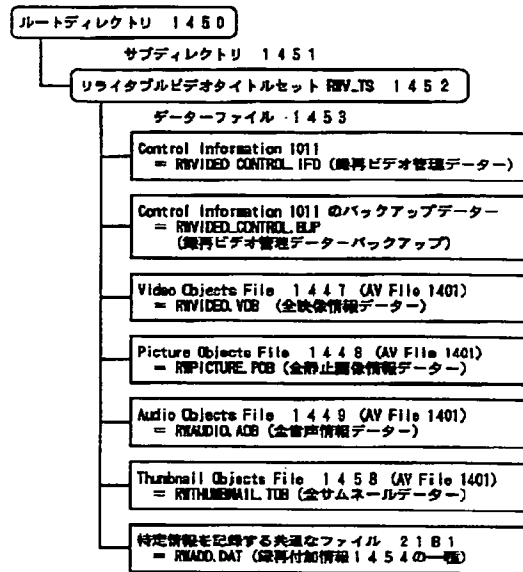 ルートディレクトリ 1450
サブディレクトリ 1451
リライタブルビデオタイトルセット RWV_TS 1452
データーファイル 1453
Control Information 1011
= RWVIDEO_CONTROL.IFO (録再ビデオ管理データー)
Control Information 1011 のバックアップデーター
= RWVIDEO_CONTROL.BUP
(録再ビデオ管理データーバックアップ)
Video Objects File 1447 (AV File 1401)
= RWVIDEO.VOB (全映像情報データー)
Picture Objects File 1448 (AV File 1401)
= RWPICTURE.POB (全静止画像情報データー)
Audio Objects File 1449 (AV File 1401)
= RWAUDIO.AOB (全音声情報データー)
Thumbnail Objects File 1458 (AV File 1401)
= RWTHUMBNAIL.TOB (全サムネールデーター)
特定情報を記録する共通なファイル 21B1
= RWADD.DAT (録再付加情報1454の一種)